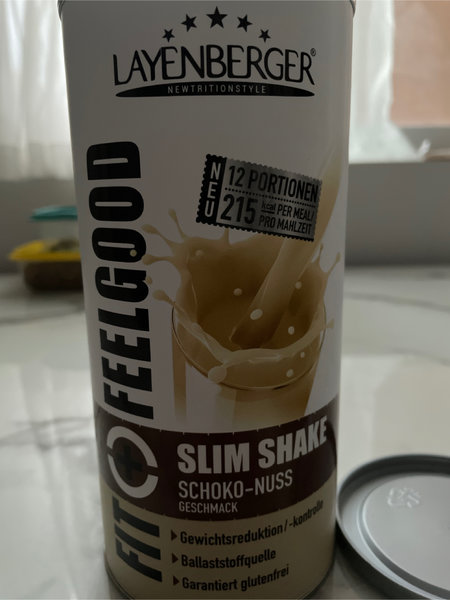 LAYENBERGER®
NEWTRITIONSTYLE
NEU
12 PORTIONEN
215 kcal PER MEAL/
PRO MAHLZEIT
FIT+FEELGOOD
SLIM SHAKE
SCHOKO-NUSS
GESCHMACK
Gewichtsreduktion/-kontrolle
Ballaststoffquelle
Garantiert glutenfrei